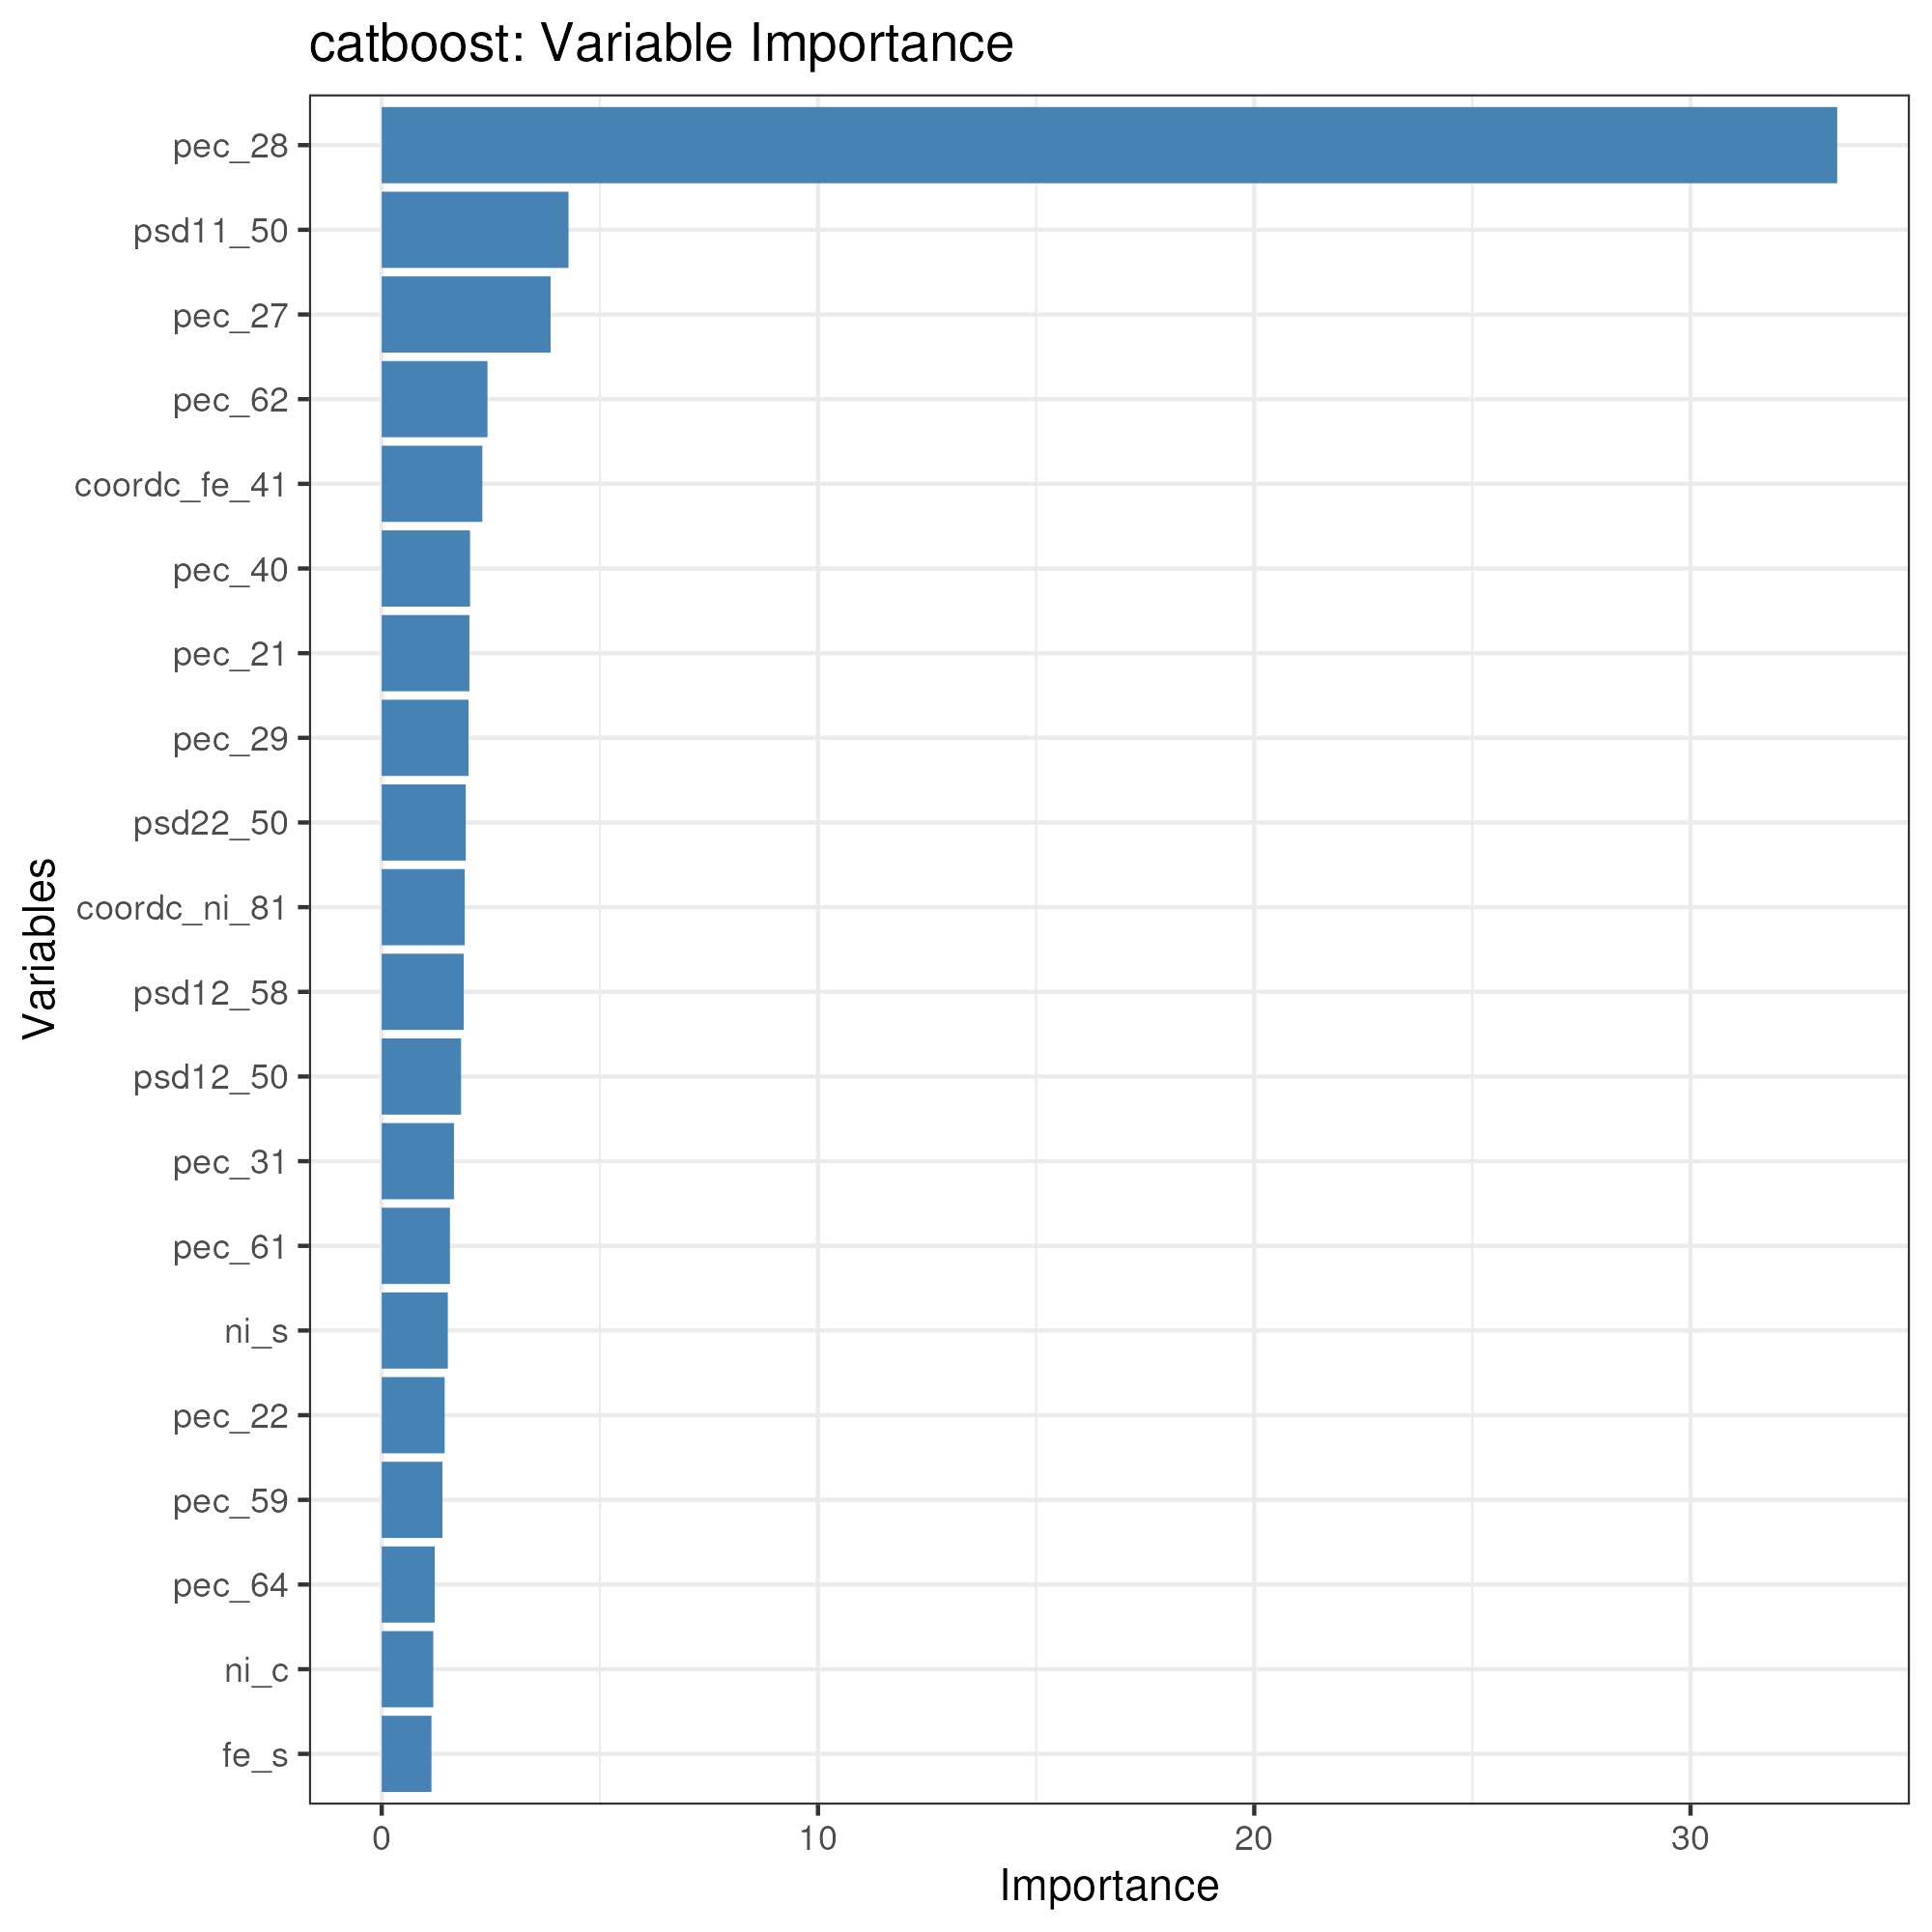 catboost: Variable Importance
pec_28
psd11_50
pec_27
pec_62
coordc_fe_41
pec_40
pec_21
pec_29
psd22_50
coordc_ni_81
psd12_58
psd12_50
pec_31
pec_61
ni_s
pec_22
pec_59
pec_64
ni_c
fe_s
Variables
0 10 20 30
Importance